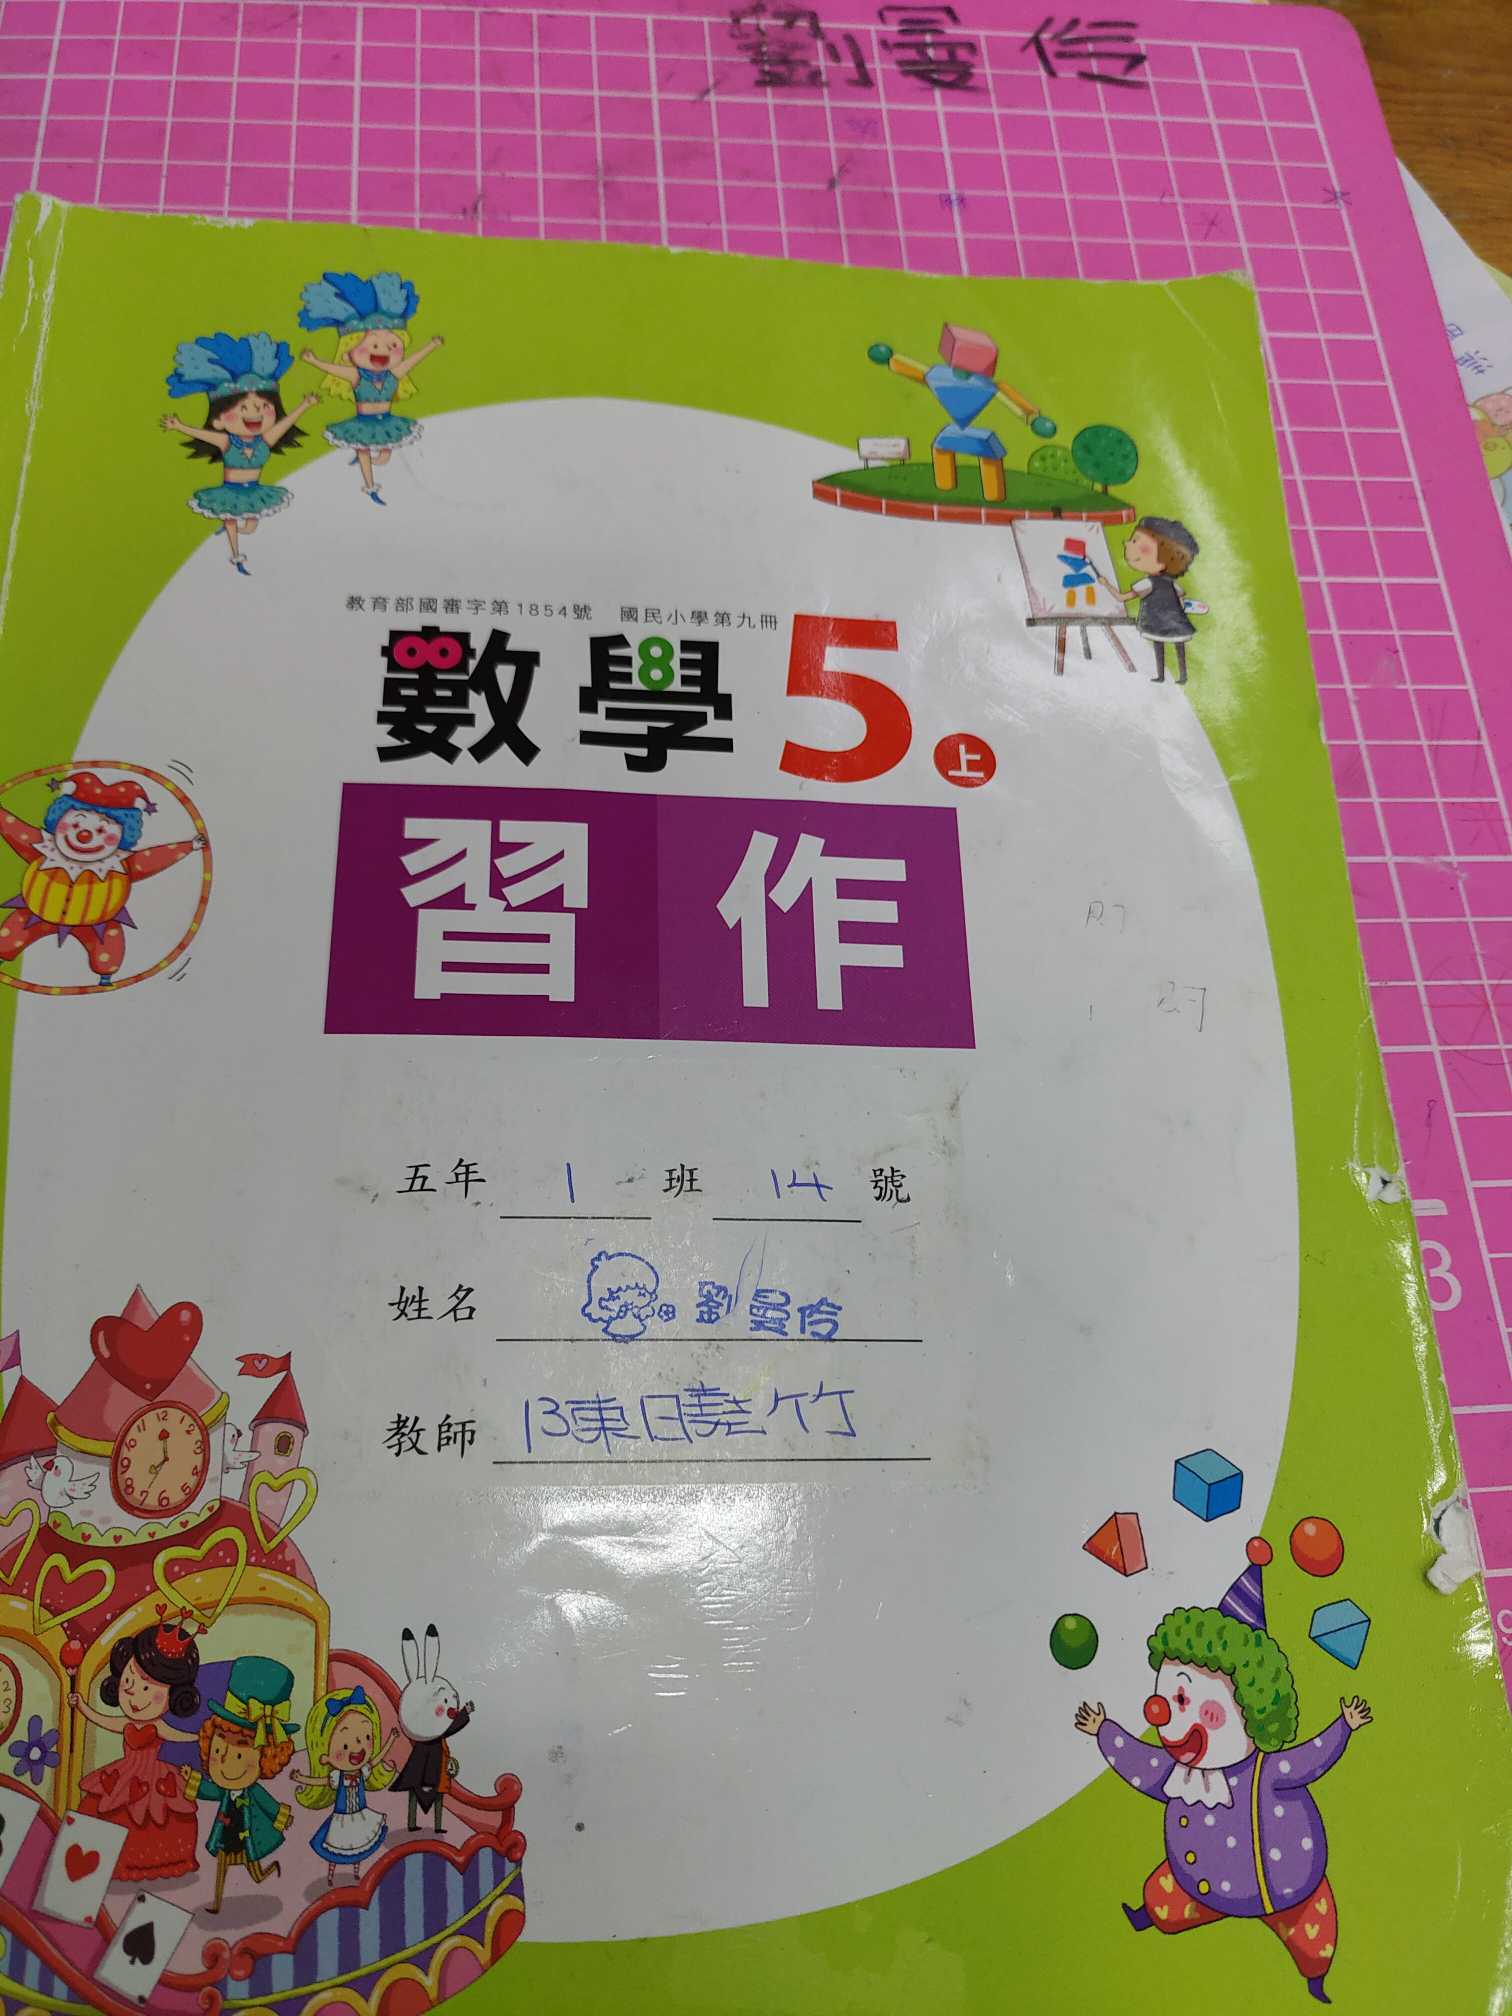 劉曼伶
教育部國審字第1854號 國民小學第九冊
數學5上
習作
五年 1 班 14 號
姓名 劉曼伶
教師 陳曉竹
3